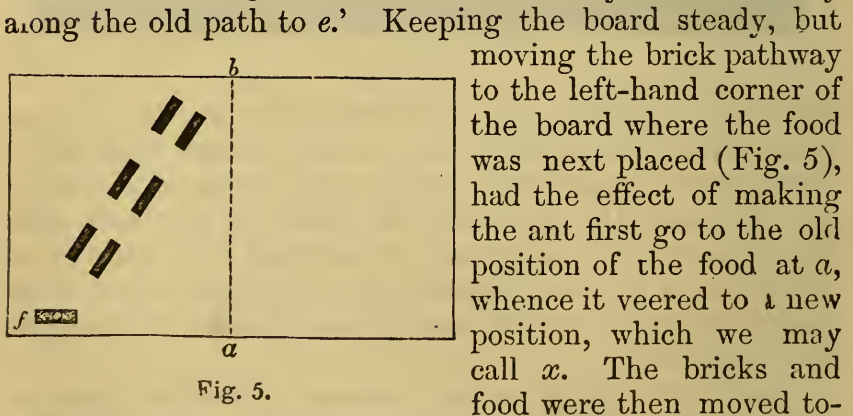 along the old path to e.’ Keeping the board steady, but
moving the brick pathway
to the left-hand corner of
the board where the food
was next placed (Fig. 5),
had the effect of making
the ant first go to the old
position of the food at a,
whence it veered to a new
position, which we may
call x. The bricks and
food were then moved to-
b
f
a
Fig. 5.